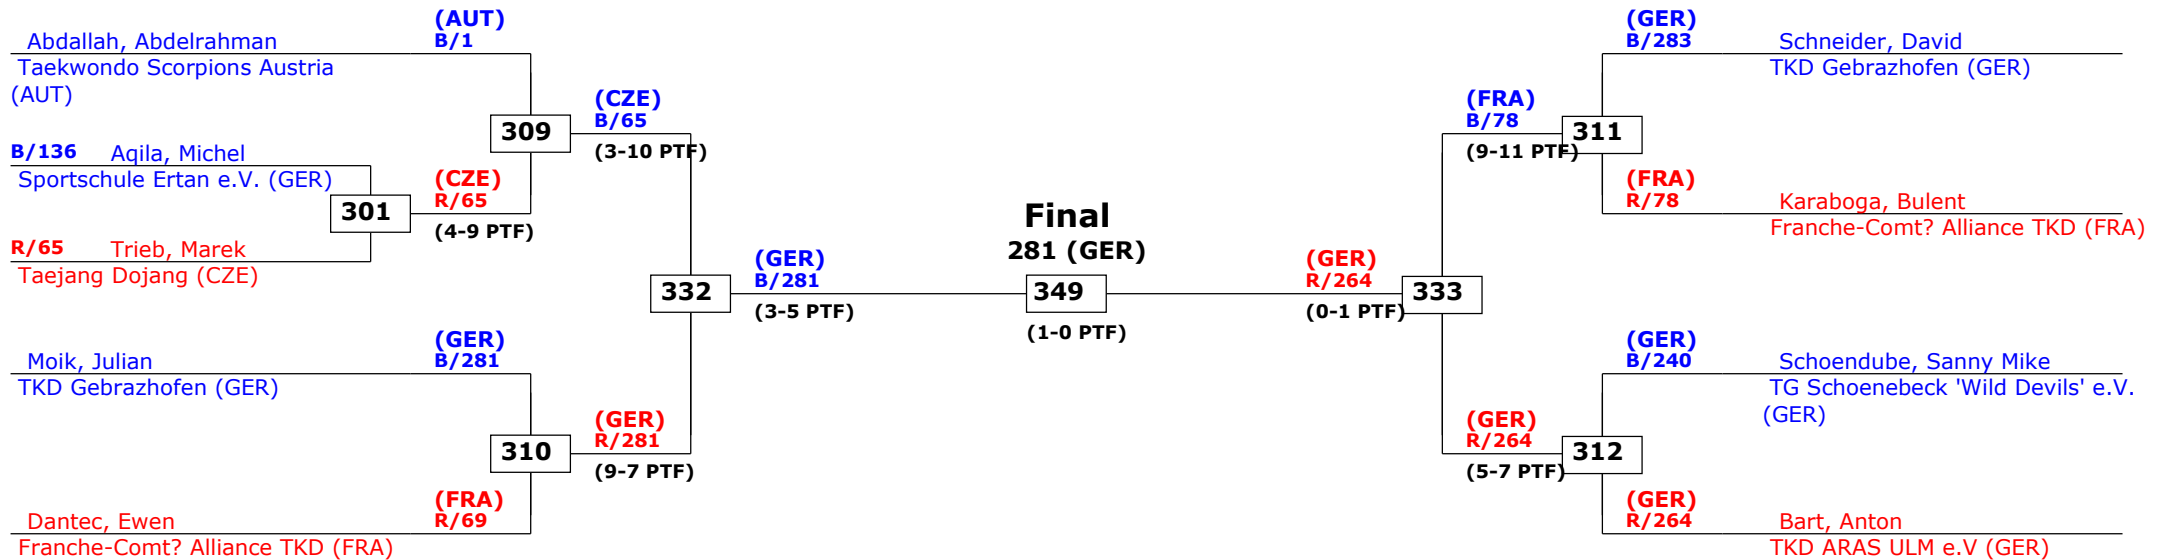 (AUT)
B/1
Abdallah, Abdelrahman
Taekwondo Scorpions Austria
(AUT)
309
(CZE)
B/65
(3-10 PTF)
B/136 Aqila, Michel
Sportschule Ertan e.V. (GER)
301
(CZE)
R/65
(4-9 PTF)
R/65 Trieb, Marek
Taejang Dojang (CZE)
332
(GER)
B/281
(3-5 PTF)
(GER)
B/281
Moik, Julian
TKD Gebrazhofen (GER)
310
(GER)
R/281
(9-7 PTF)
(FRA)
R/69
Dantec, Ewen
Franche-Comt? Alliance TKD (FRA)
Final
281 (GER)
349
(1-0 PTF)
(GER)
R/264
(0-1 PTF)
333
(GER)
B/283
Schneider, David
TKD Gebrazhofen (GER)
(FRA)
B/78
(9-11 PTF)
311
(FRA)
R/78
Karaboga, Bulent
Franche-Comt? Alliance TKD (FRA)
(GER)
B/240
Schoendube, Sanny Mike
TG Schoenebeck 'Wild Devils' e.V.
(GER)
(GER)
R/264
(5-7 PTF)
312
(GER)
R/264
Bart, Anton
TKD ARAS ULM e.V (GER)